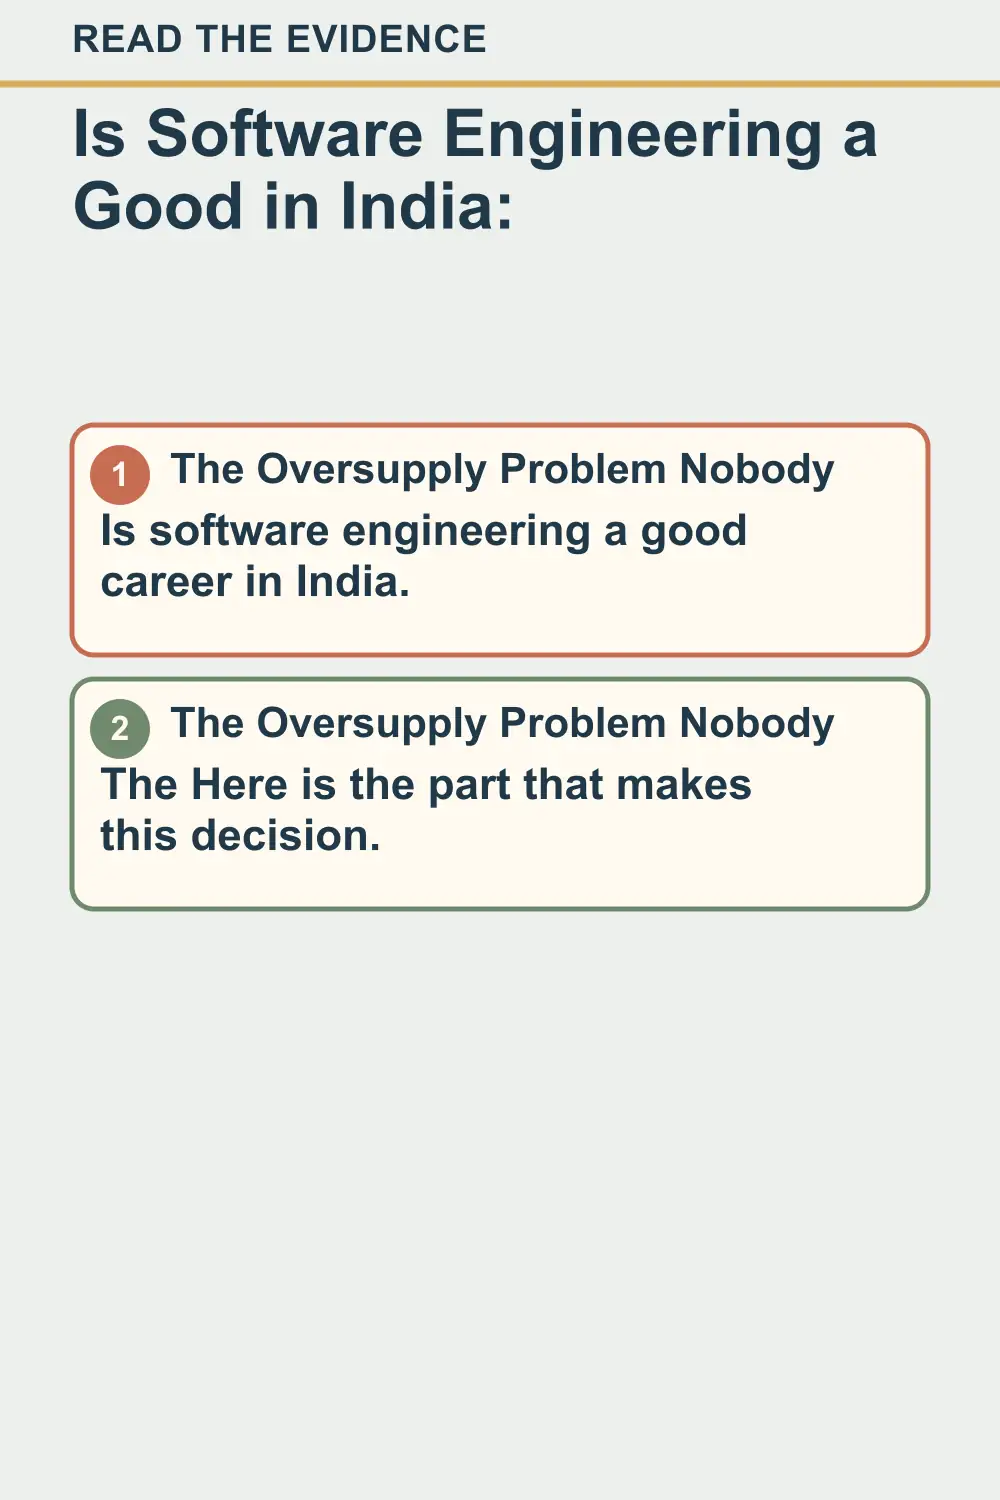 READ THE EVIDENCE
Is Software Engineering a
Good in India:
1 The Oversupply Problem Nobody
Is software engineering a good
career in India.
2 The Oversupply Problem Nobody
The Here is the part that makes
this decision.